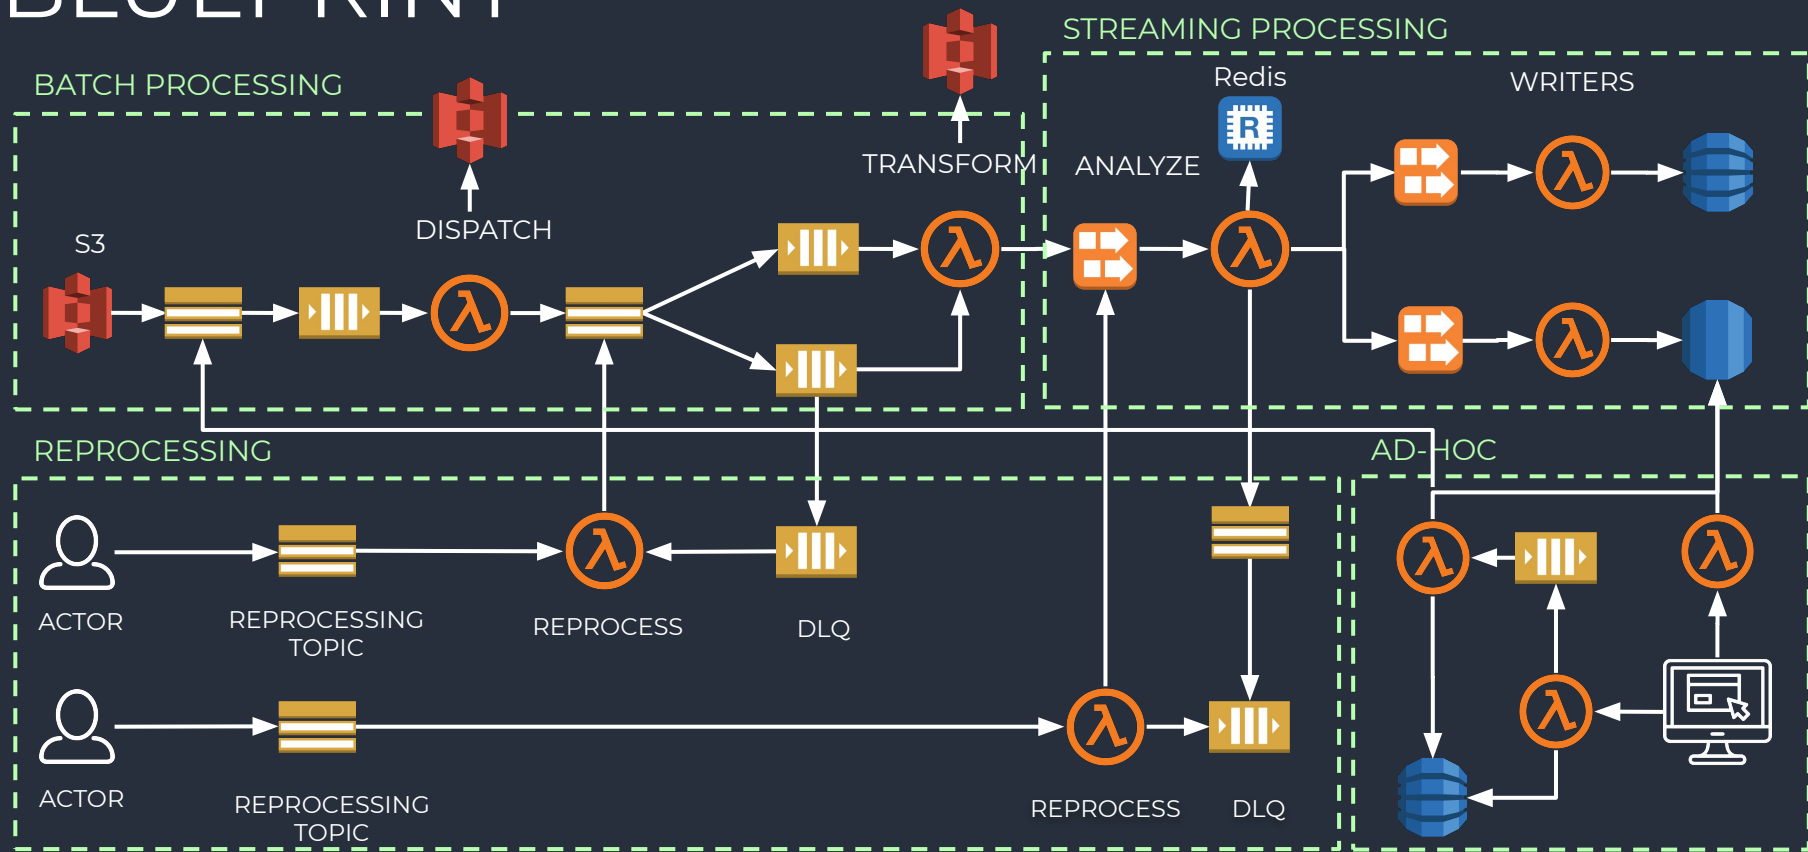 BLUEPRINT
STREAMING PROCESSING
BATCH PROCESSING
Redis
WRITERS
TRANSFORM
ANALYZE
DISPATCH
S3
R
REPROCESSING
AD-HOC
ACTOR
REPROCESSING
TOPIC
REPROCESS
DLQ
ACTOR
REPROCESSING
TOPIC
REPROCESS
DLQ